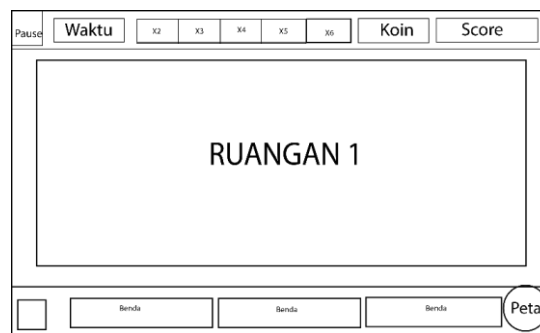 Pause Waktu X2 X3 X4 X5 X6 Koin Score
RUANGAN 1
Benda Benda Benda Peta